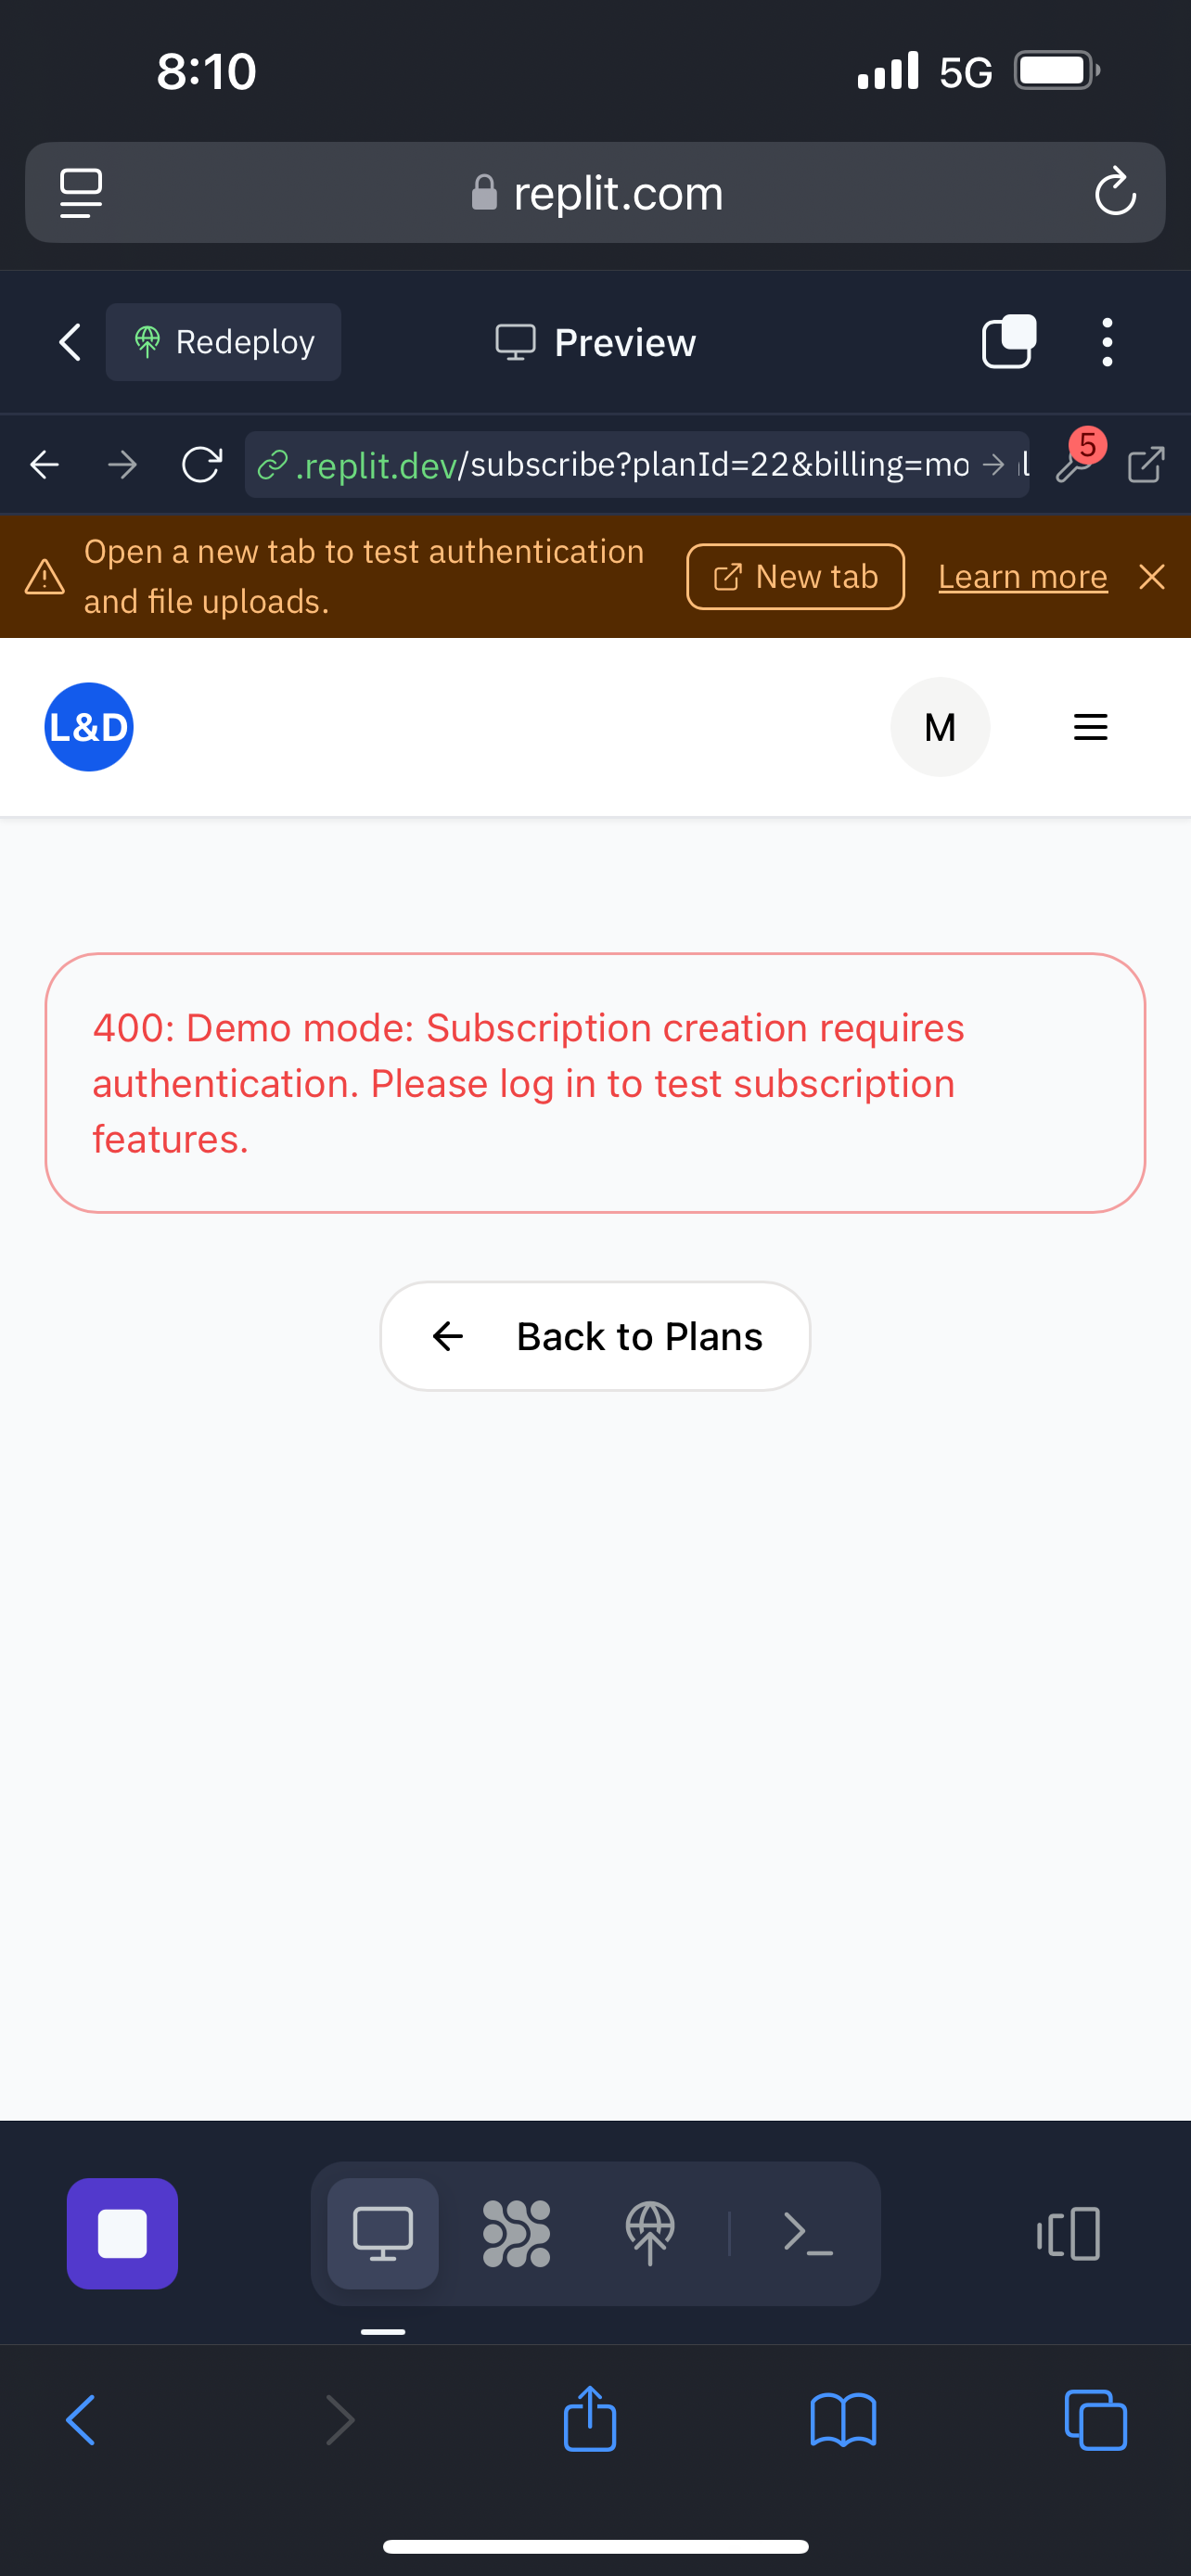 8:10
5G
replit.com
Redeploy
Preview
.replit.dev/subscribe?planId=22&billing=mo
5
Open a new tab to test authentication
and file uploads.
New tab
Learn more
L&D
M
400: Demo mode: Subscription creation requires
authentication. Please log in to test subscription
features.
Back to Plans